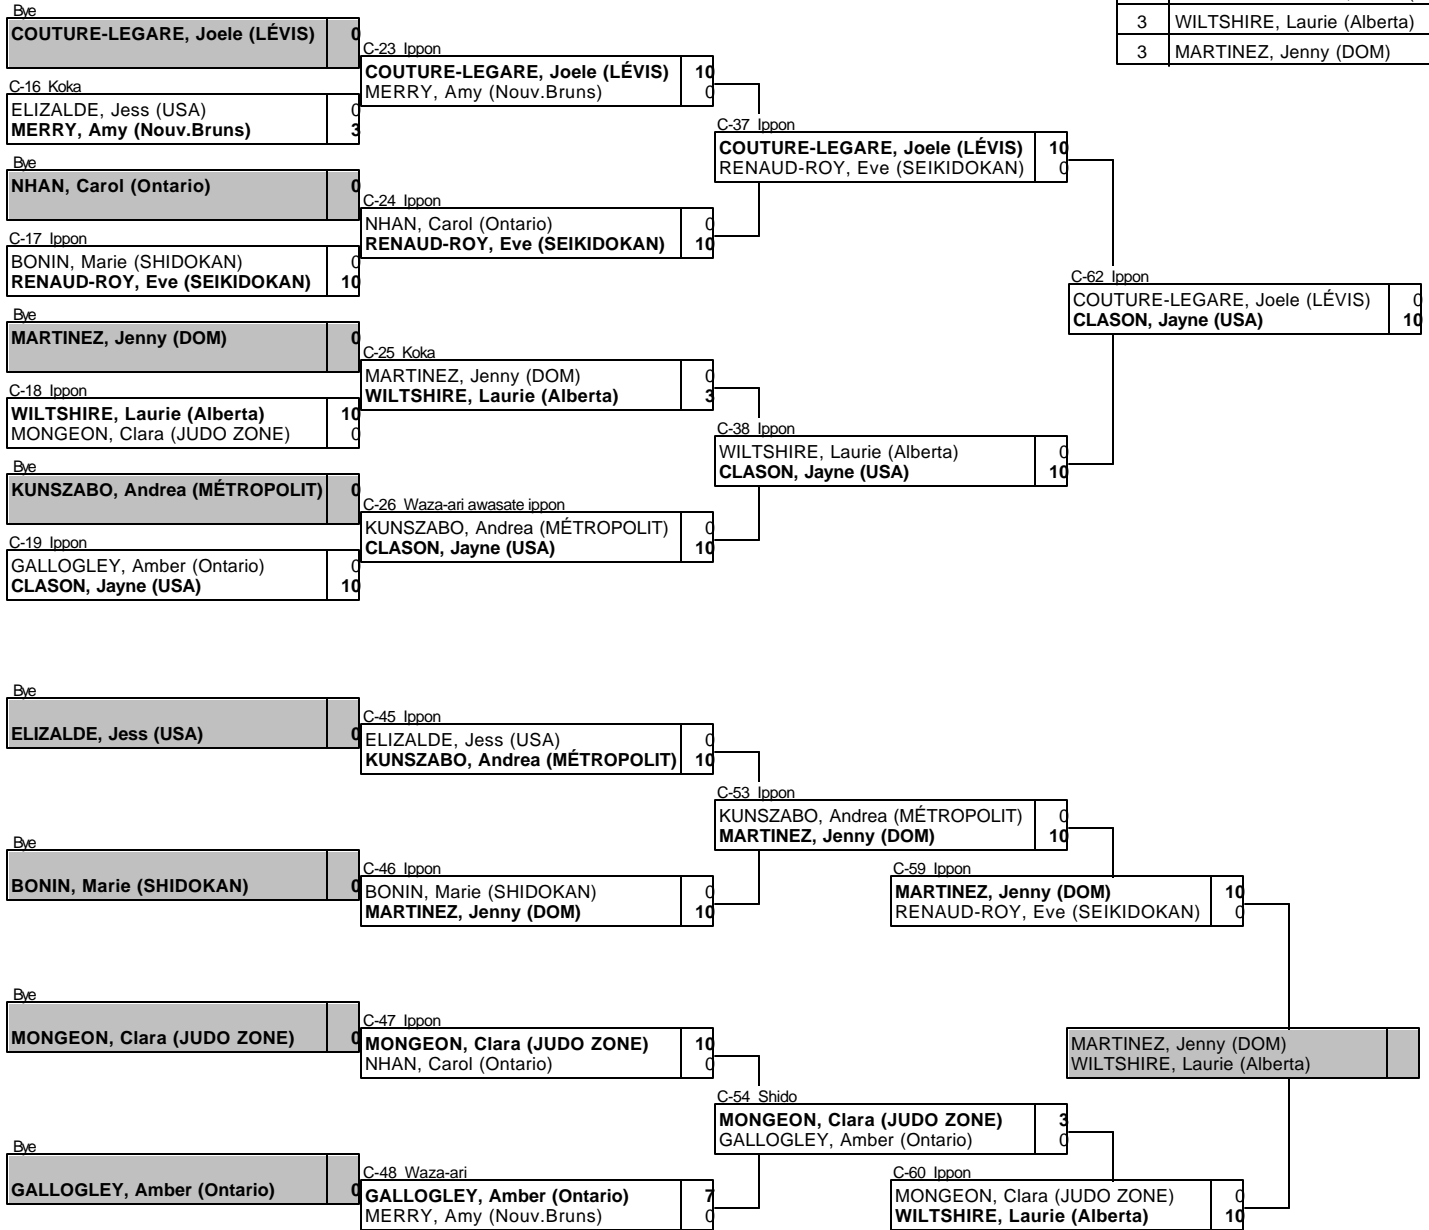 3 WILTSHIRE, Laurie (Alberta)
3 MARTINEZ, Jenny (DOM)
Bye
COUTURE-LEGARE, Joele (LÉVIS) 0
C-16 Koka
ELIZALDE, Jess (USA) 0
MERRY, Amy (Nouv.Bruns) 3
Bye
NHAN, Carol (Ontario) 0
C-17 Ippon
BONIN, Marie (SHIDOKAN) 0
RENAUD-ROY, Eve (SEIKIDOKAN) 10
Bye
MARTINEZ, Jenny (DOM) 0
C-18 Ippon
WILTSHIRE, Laurie (Alberta) 10
MONGEON, Clara (JUDO ZONE) 0
Bye
KUNSZABO, Andrea (MÉTROPOLIT) 0
C-19 Ippon
GALLOGLEY, Amber (Ontario) 0
CLASON, Jayne (USA) 10
C-23 Ippon
COUTURE-LEGARE, Joele (LÉVIS) 10
MERRY, Amy (Nouv.Bruns) 0
C-24 Ippon
NHAN, Carol (Ontario) 0
RENAUD-ROY, Eve (SEIKIDOKAN) 10
C-25 Koka
MARTINEZ, Jenny (DOM) 0
WILTSHIRE, Laurie (Alberta) 3
C-26 Waza-ari awasate ippon
KUNSZABO, Andrea (MÉTROPOLIT) 0
CLASON, Jayne (USA) 10
C-37 Ippon
COUTURE-LEGARE, Joele (LÉVIS) 10
RENAUD-ROY, Eve (SEIKIDOKAN) 0
C-38 Ippon
WILTSHIRE, Laurie (Alberta) 0
CLASON, Jayne (USA) 10
C-62 Ippon
COUTURE-LEGARE, Joele (LÉVIS) 0
CLASON, Jayne (USA) 10
Bye
ELIZALDE, Jess (USA) 0
Bye
BONIN, Marie (SHIDOKAN) 0
Bye
MONGEON, Clara (JUDO ZONE) 0
Bye
GALLOGLEY, Amber (Ontario) 0
C-45 Ippon
ELIZALDE, Jess (USA) 0
KUNSZABO, Andrea (MÉTROPOLIT) 10
C-46 Ippon
BONIN, Marie (SHIDOKAN) 0
MARTINEZ, Jenny (DOM) 10
C-47 Ippon
MONGEON, Clara (JUDO ZONE) 10
NHAN, Carol (Ontario) 0
C-48 Waza-ari
GALLOGLEY, Amber (Ontario) 7
MERRY, Amy (Nouv.Bruns) 0
C-53 Ippon
KUNSZABO, Andrea (MÉTROPOLIT) 0
MARTINEZ, Jenny (DOM) 10
C-54 Shido
MONGEON, Clara (JUDO ZONE) 3
GALLOGLEY, Amber (Ontario) 0
C-59 Ippon
MARTINEZ, Jenny (DOM) 10
RENAUD-ROY, Eve (SEIKIDOKAN) 0
C-60 Ippon
MONGEON, Clara (JUDO ZONE) 0
WILTSHIRE, Laurie (Alberta) 10
MARTINEZ, Jenny (DOM)
WILTSHIRE, Laurie (Alberta)